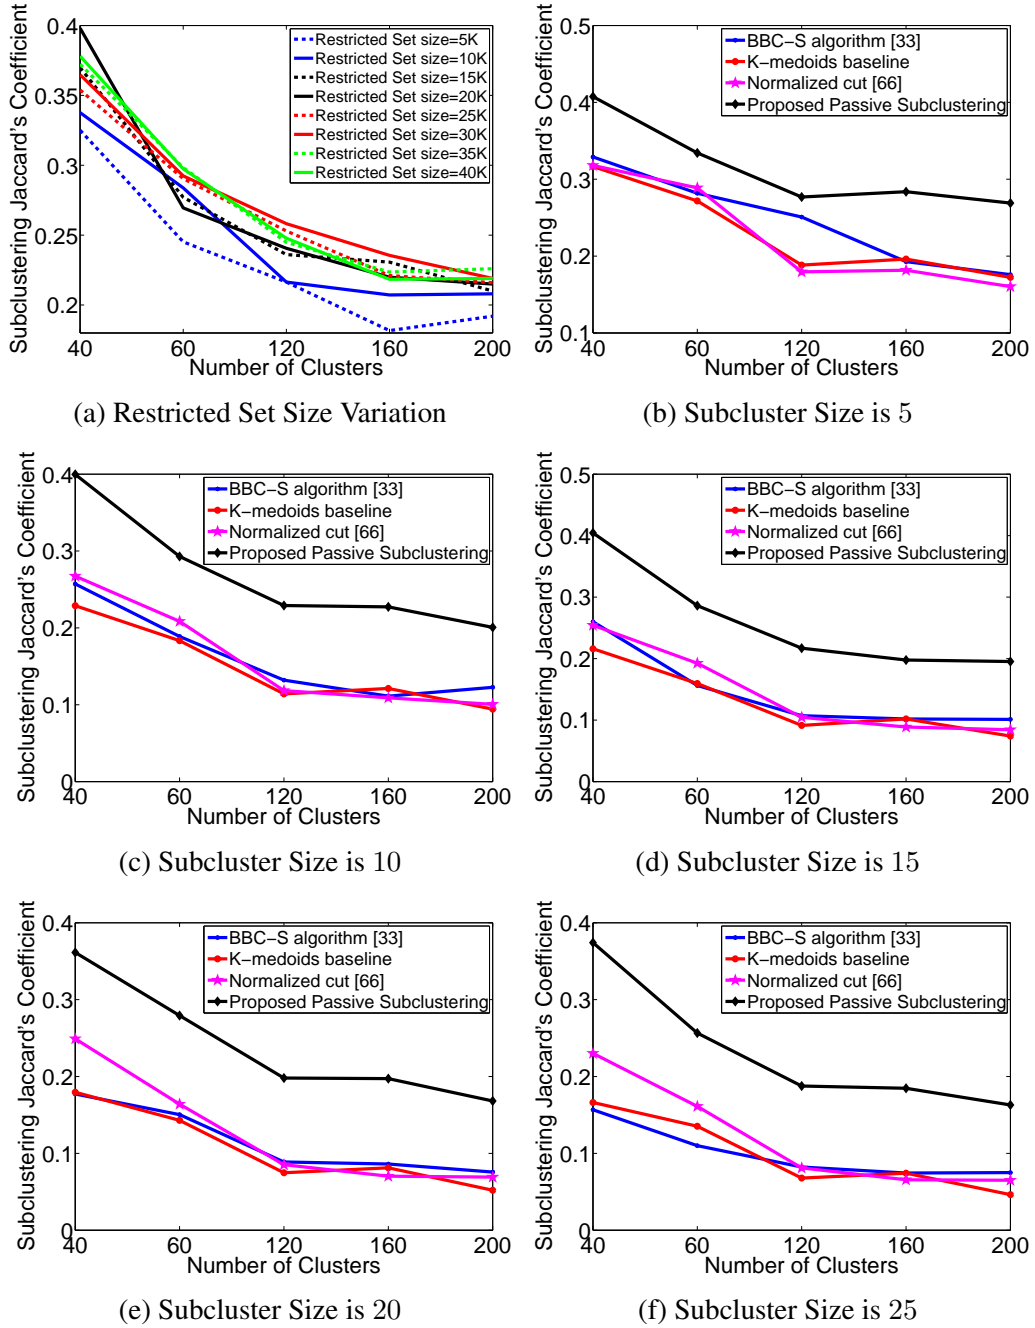 Subclustering Jaccard's Coefficient
0.4
0.35
0.3
0.25
0.2
40 60 120 160 200
Number of Clusters
Restricted Set size=5K
Restricted Set size=10K
Restricted Set size=15K
Restricted Set size=20K
Restricted Set size=25K
Restricted Set size=30K
Restricted Set size=35K
Restricted Set size=40K
(a) Restricted Set Size Variation
Subclustering Jaccard's Coefficient
0.5
0.4
0.3
0.2
0.1
40 60 120 160 200
Number of Clusters
BBC-S algorithm [33]
K-medoids baseline
Normalized cut [66]
Proposed Passive Subclustering
(b) Subcluster Size is 5
Subclustering Jaccard's Coefficient
0.4
0.3
0.2
0.1
0
40 60 120 160 200
Number of Clusters
BBC-S algorithm [33]
K-medoids baseline
Normalized cut [66]
Proposed Passive Subclustering
(c) Subcluster Size is 10
Subclustering Jaccard's Coefficient
0.5
0.4
0.3
0.2
0.1
0
40 60 120 160 200
Number of Clusters
BBC-S algorithm [33]
K-medoids baseline
Normalized cut [66]
Proposed Passive Subclustering
(d) Subcluster Size is 15
Subclustering Jaccard's Coefficient
0.4
0.3
0.2
0.1
0
40 60 120 160 200
Number of Clusters
BBC-S algorithm [33]
K-medoids baseline
Normalized cut [66]
Proposed Passive Subclustering
(e) Subcluster Size is 20
Subclustering Jaccard's Coefficient
0.4
0.3
0.2
0.1
0
40 60 120 160 200
Number of Clusters
BBC-S algorithm [33]
K-medoids baseline
Normalized cut [66]
Proposed Passive Subclustering
(f) Subcluster Size is 25